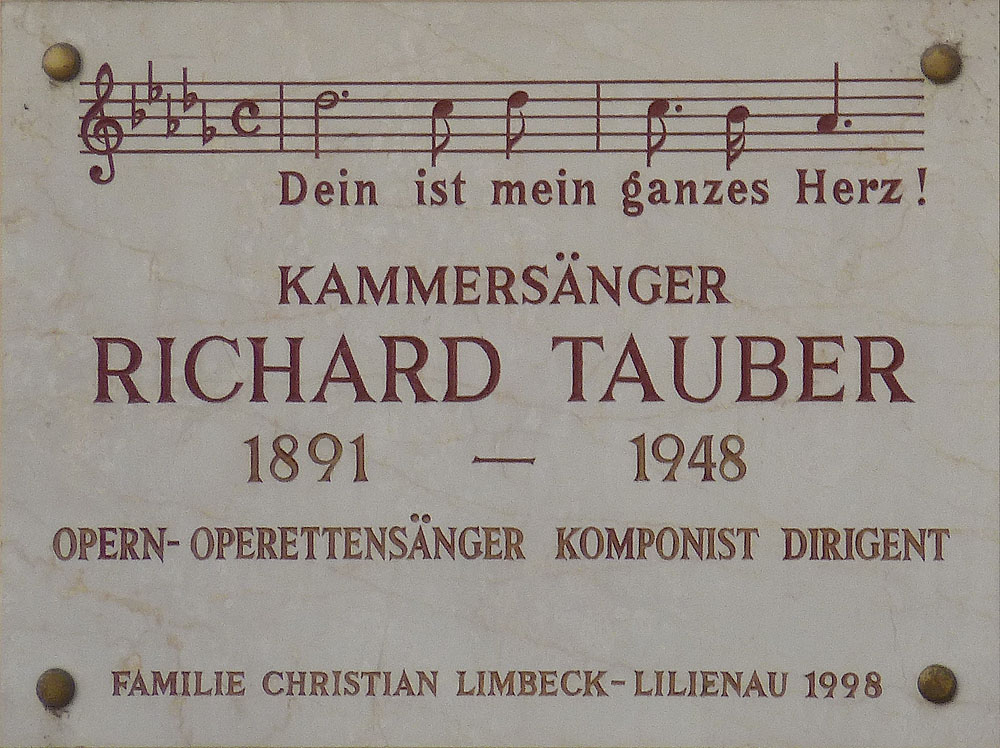 Dein ist mein ganzes Herz!
KAMMERSÄNGER
RICHARD TAUBER
1891 — 1948
OPERN- OPERETTENSÄNGER KOMPONIST DIRIGENT
FAMILIE CHRISTIAN LIMBECK-LILIENAU 1998